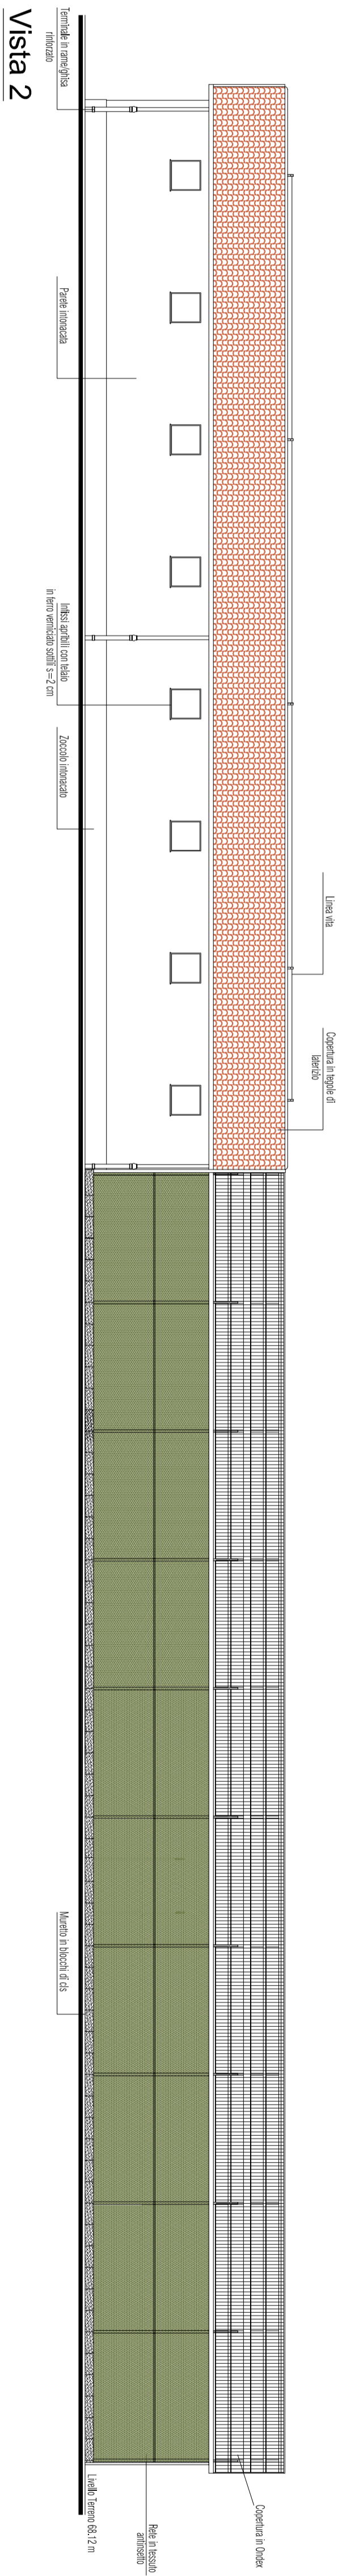 Linea vita
Copertura in tegole di
laterizio
Copertura in Ondex
Rete in tessuto
antinsetto
Livello Terreno 68.12 m
Terminale in rame/ghisa
rinforzato
Parete intonacata
Infissi apribili con telaio
in ferro verniciato sottili s=2 cm
Zoccolo intonacato
Muretto in blocchi di cls
Vista 2